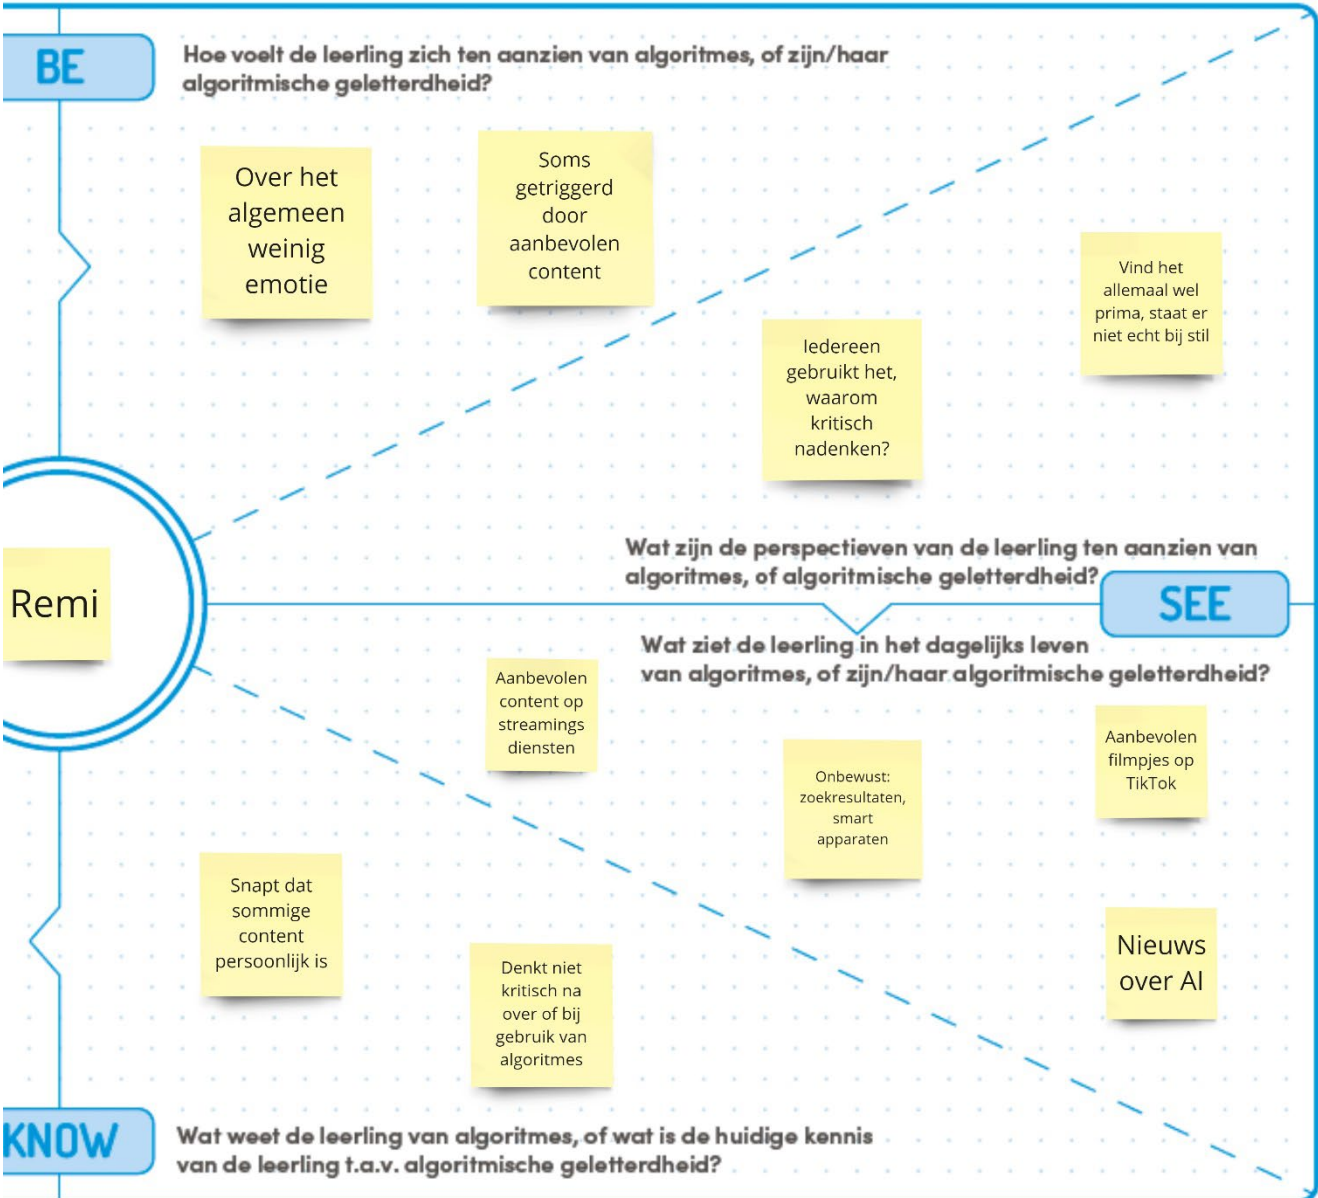 BE
Hoe voelt de leerling zich ten aanzien van algoritmes, of zijn/haar
algoritmische geletterdheid?
Over het
algemeen
weinig
emotie
Soms
getriggerd
door
aanbevolen
content
Iedereen
gebruikt het,
waarom
kritisch
nadenken?
Vind het
allemaal wel
prima, staat er
niet echt bij stil
Remi
Wat zijn de perspectieven van de leerling ten aanzien van
algoritmes, of algoritmische geletterdheid?
SEE
Wat ziet de leerling in het dagelijks leven
van algoritmes, of zijn/haar algoritmische geletterdheid?
Aanbevolen
content op
streamings
diensten
Onbewust:
zoekresultaten,
smart
apparaten
Aanbevolen
filmpjes op
TikTok
Nieuws
over AI
Snapt dat
sommige
content
persoonlijk is
Denkt niet
kritisch na
over of bij
gebruik van
algoritmes
KNOW
Wat weet de leerling van algoritmes, of wat is de huidige kennis
van de leerling t.a.v. algoritmische geletterdheid?